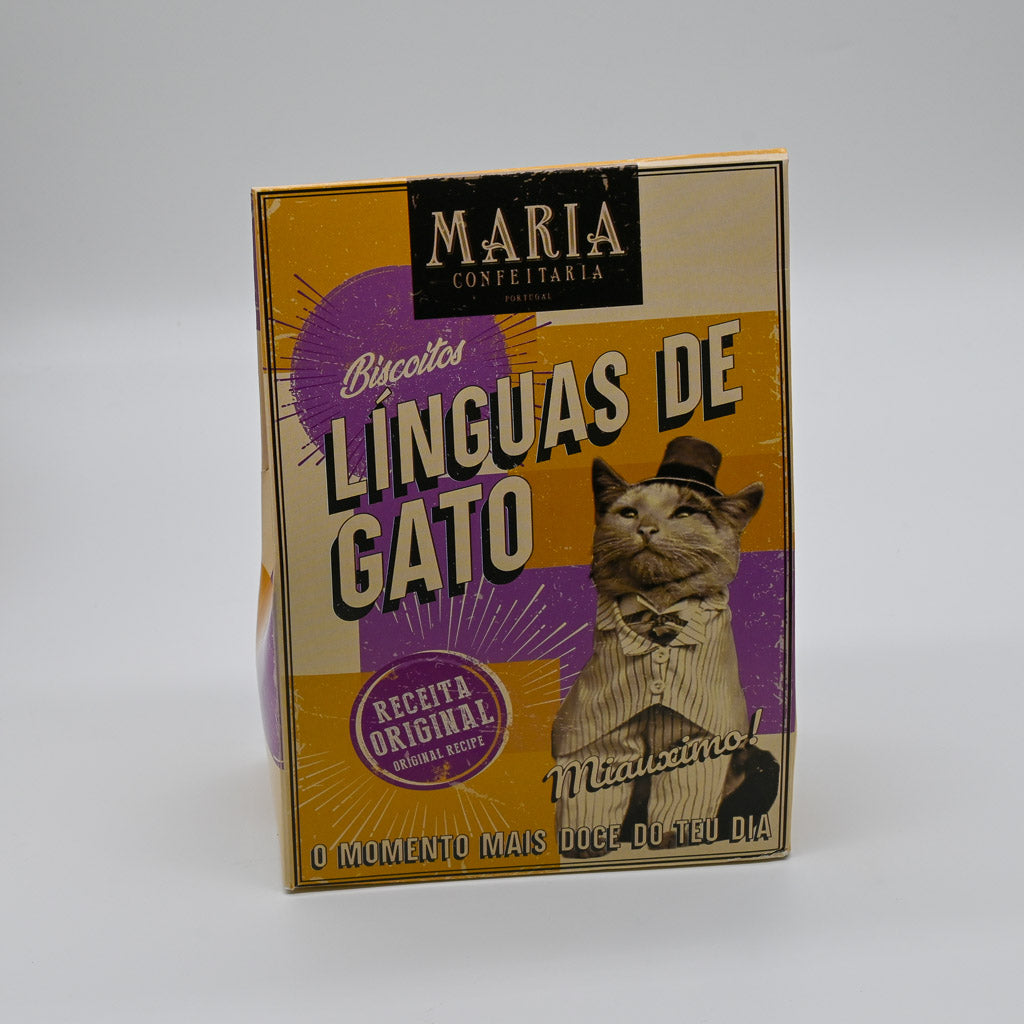 MARIA
CONFEITARIA
PORTUGAL
Biscoitos
LÍNGUAS DE
GATO
RECEITA
ORIGINAL
ORIGINAL RECIPE
Miauximo!
O MOMENTO MAIS DOCE DO TEU DIA